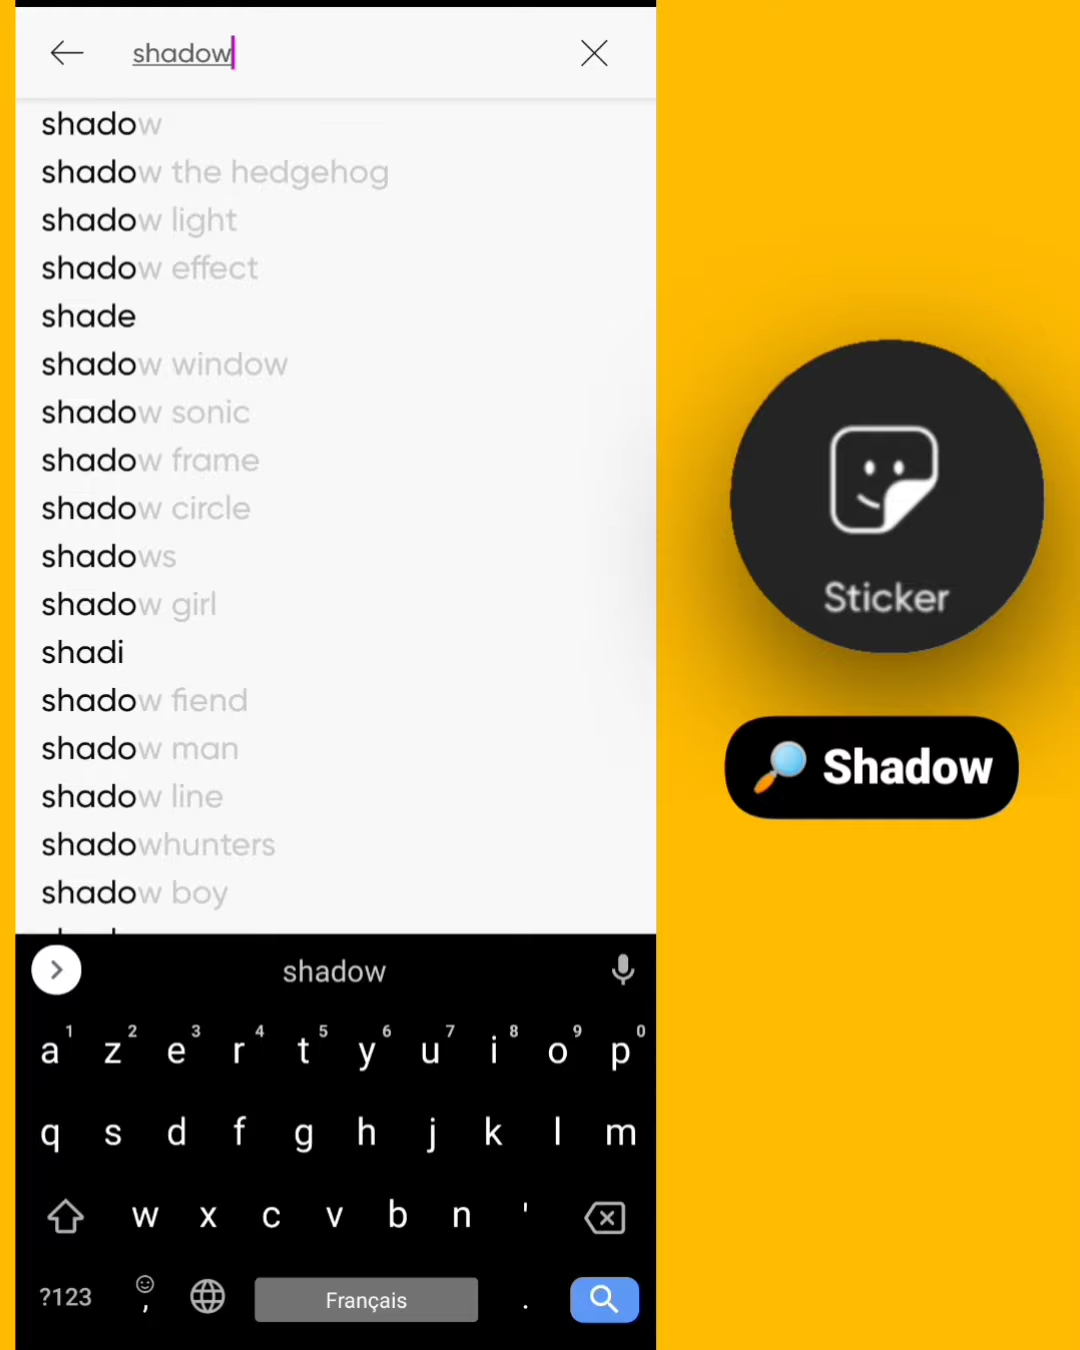 shadow
shadow
shadow the hedgehog
shadow light
shadow effect
shade
shadow window
shadow sonic
shadow frame
shadow circle
shadows
shadow girl
shadi
shadow fiend
shadow man
shadow line
shadowhunters
shadow boy
Sticker
Shadow
shadow
a 1 z 2 e 3 r 4 t 5 y 6 u 7 i 8 o 9 p 0
q s d f g h j k l m
w x c v b n '
?123 , Français .